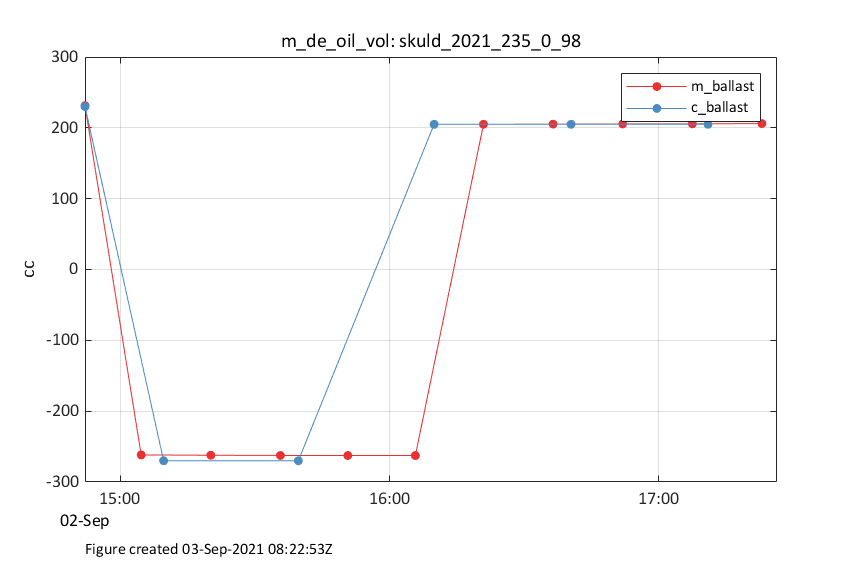 m_de_oil_vol: skuld_2021_235_0_98
300
200
100
0
-100
-200
-300
cc
m_ballast
c_ballast
15:00
16:00
17:00
02-Sep
Figure created 03-Sep-2021 08:22:53Z